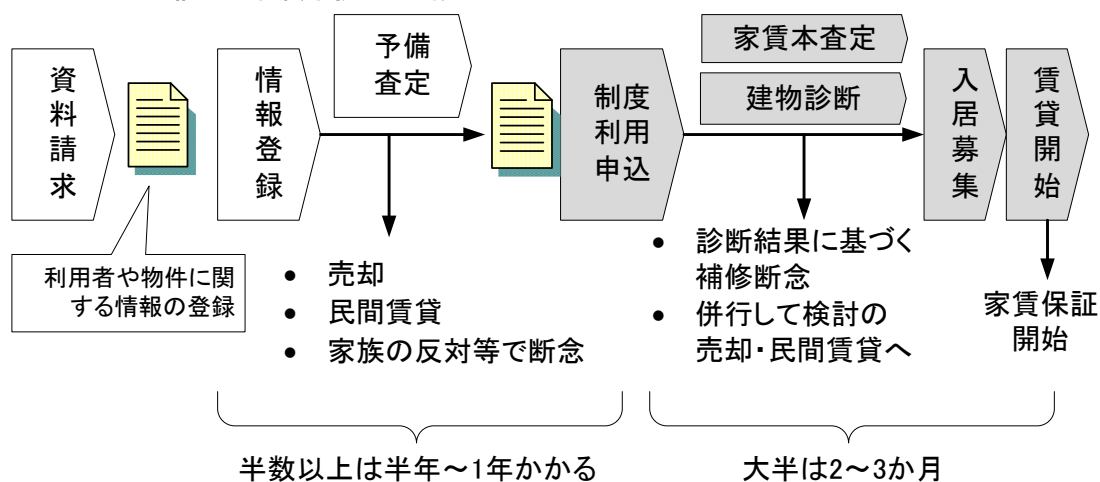 資料請求
利用者や物件に関
する情報の登録
情報登録
予備
査定
制度
利用
申込
家賃本査定
建物診断
入居募集
賃貸開始
● 売却
● 民間賃貸
● 家族の反対等で断念
● 診断結果に基づく
補修断念
● 併行して検討の
売却・民間賃貸へ
家賃保証
開始
半数以上は半年～1年かかる
大半は2～3か月